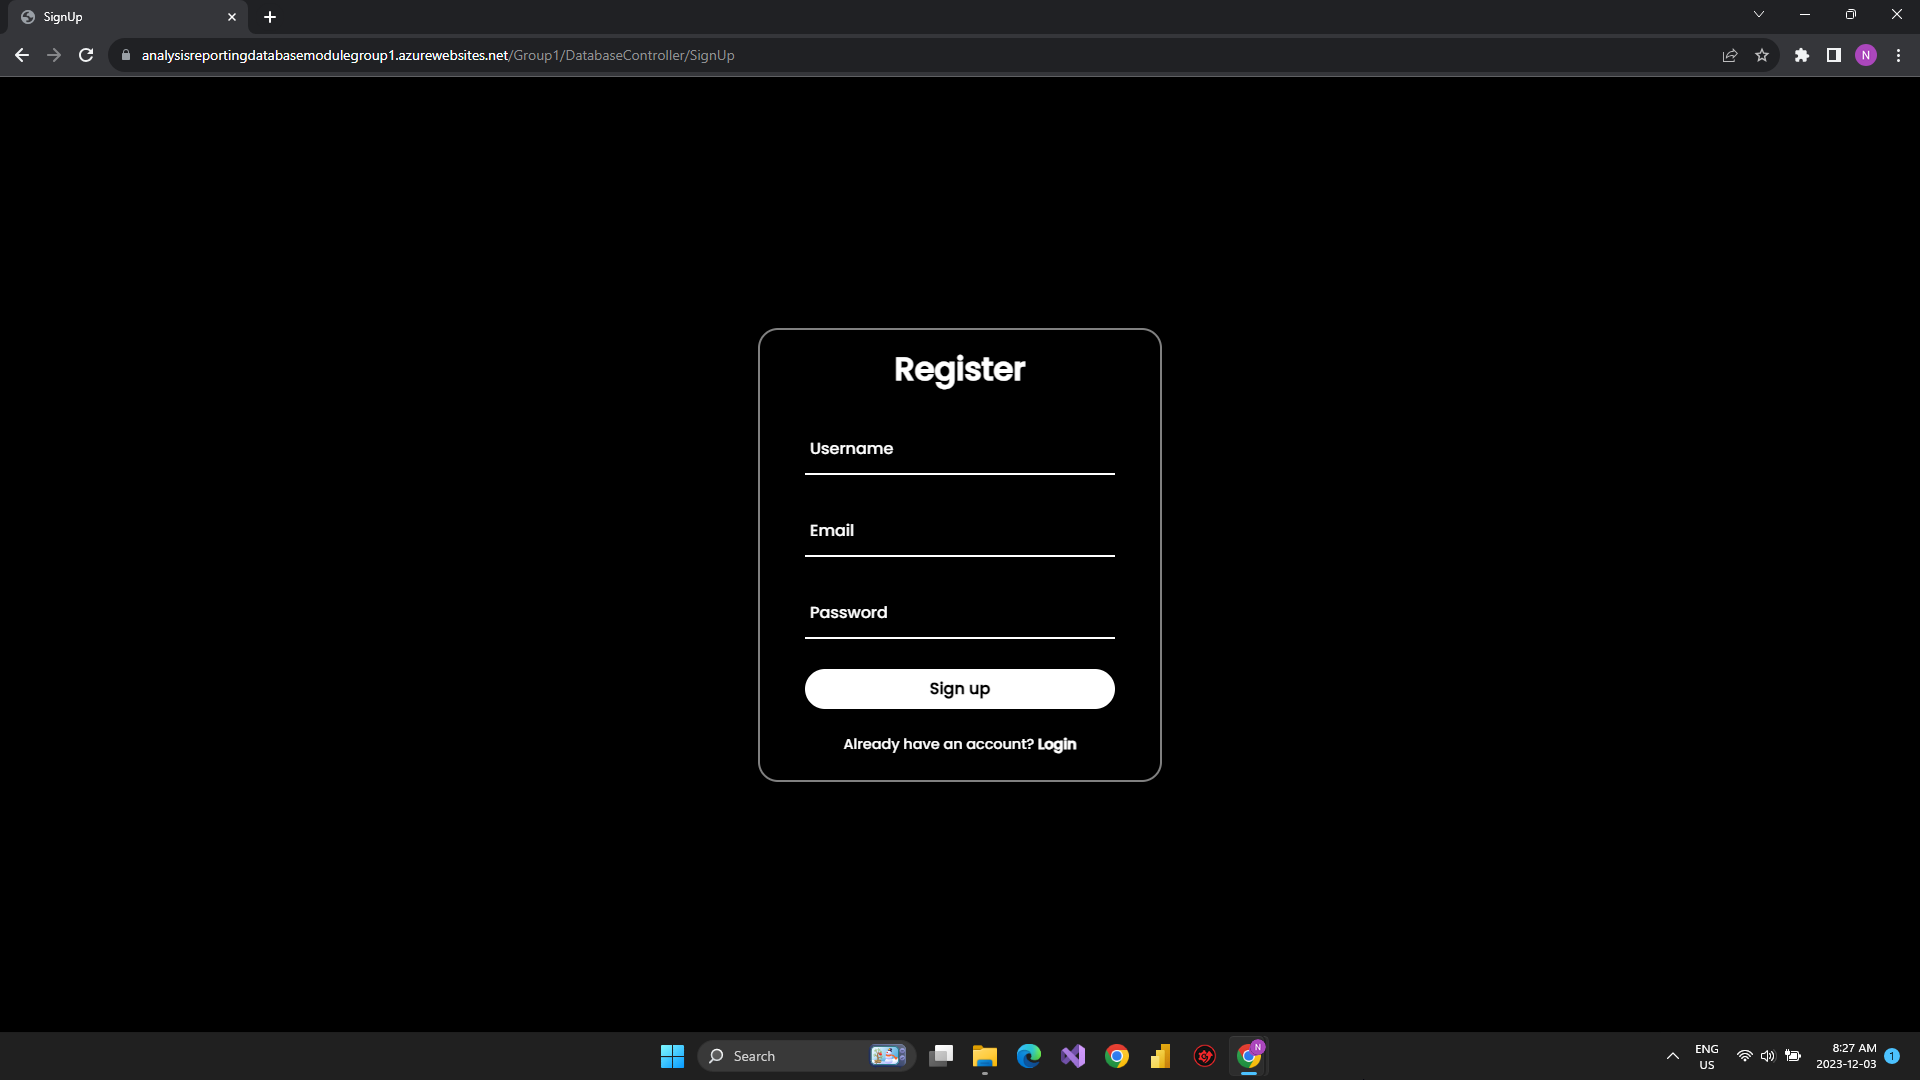 SignUp
analysisreportingdatabasemodulegroup1.azurewebsites.net/Group1/DatabaseController/SignUp
N
Register
Username
Email
Password
Sign up
Already have an account? Login
Search
N
ENG
US
8:27 AM
2023-12-03
1